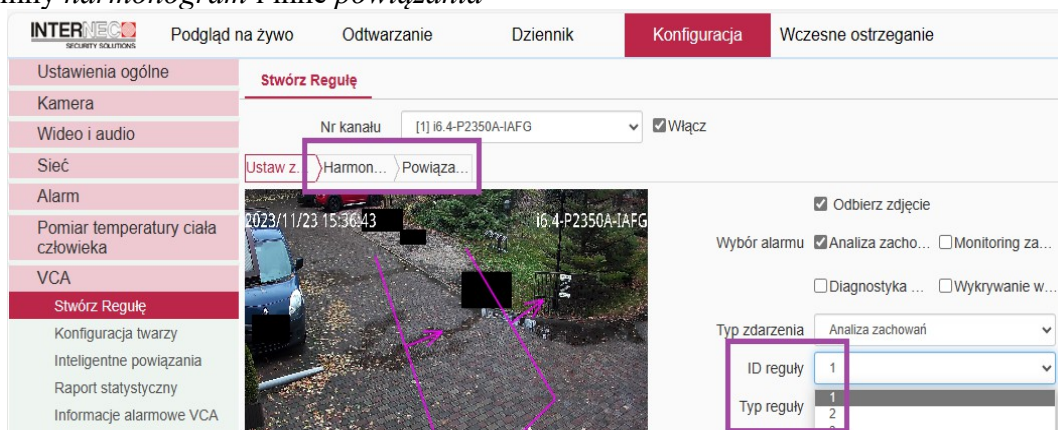 harmonogram i inne powiązania
INTERNEC
SECURITY SOLUTIONS
Podgląd na żywo Odtwarzanie Dziennik Konfiguracja Wczesne ostrzeganie
Ustawienia ogólne
Stwórz Regułę
Kamera
Wideo i audio
Nr kanału [1] i6.4-P2350A-IAFG Włącz
Sieć
Ustaw z... Harmon... Powiąza...
Alarm
2023/11/23 15:36:43 i6.4-P2350A-IAFG
Odbierz zdjęcie
Pomiar temperatury ciała
człowieka
Wybór alarmu Analiza zacho... Monitoring za...
VCA
Diagnostyka ... Wykrywanie w...
Stwórz Regułę
Konfiguracja twarzy
Typ zdarzenia Analiza zachowań
Inteligentne powiązania
ID reguły 1
Raport statystyczny
Typ reguły 1
Informacje alarmowe VCA
2